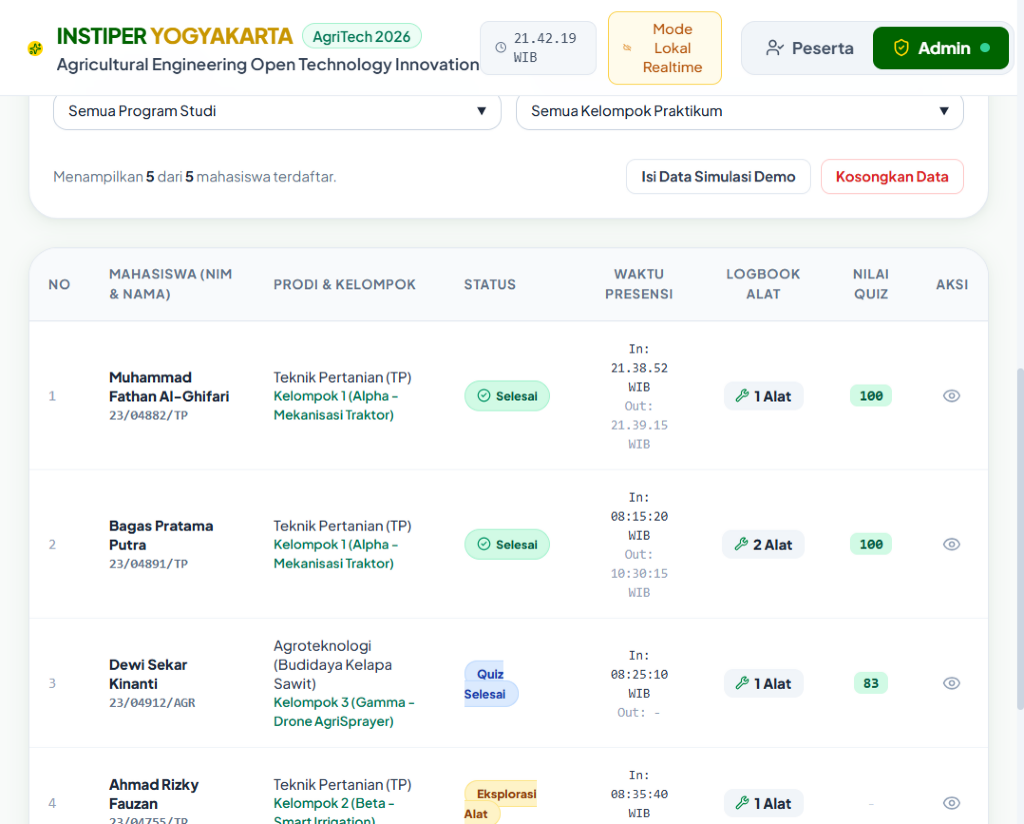 INSTIPER YOGYAKARTA AgriTech 2026
Agricultural Engineering Open Technology Innovation
21.42.19
WIB
Mode
Lokal
Realtime
Peserta
Admin
Semua Program Studi ▼
Semua Kelompok Praktikum ▼
Menampilkan 5 dari 5 mahasiswa terdaftar.
Isi Data Simulasi Demo
Kosongkan Data
NO
MAHASISWA (NIM
& NAMA)
PRODI & KELOMPOK
STATUS
WAKTU
PRESENSI
LOGBOOK
ALAT
NILAI
QUIZ
AKSI
1
Muhammad
Fathan Al-Ghifari
23/04882/TP
Teknik Pertanian (TP)
Kelompok 1 (Alpha -
Mekanisasi Traktor)
Selesai
In:
21.38.52
WIB
Out:
21.39.15
WIB
1 Alat
100
2
Bagas Pratama
Putra
23/04891/TP
Teknik Pertanian (TP)
Kelompok 1 (Alpha -
Mekanisasi Traktor)
Selesai
In:
08:15:20
WIB
Out:
10:30:15
WIB
2 Alat
100
3
Dewi Sekar
Kinanti
23/04912/AGR
Agroteknologi
(Budidaya Kelapa
Sawit)
Kelompok 3 (Gamma -
Drone AgriSprayer)
Quiz
Selesai
In:
08:25:10
WIB
Out: -
1 Alat
83
4
Ahmad Rizky
Fauzan
23/04755/TP
Teknik Pertanian (TP)
Kelompok 2 (Beta -
Smart Irrigation)
Eksplorasi
Alat
In:
08:35:40
WIB
1 Alat
-